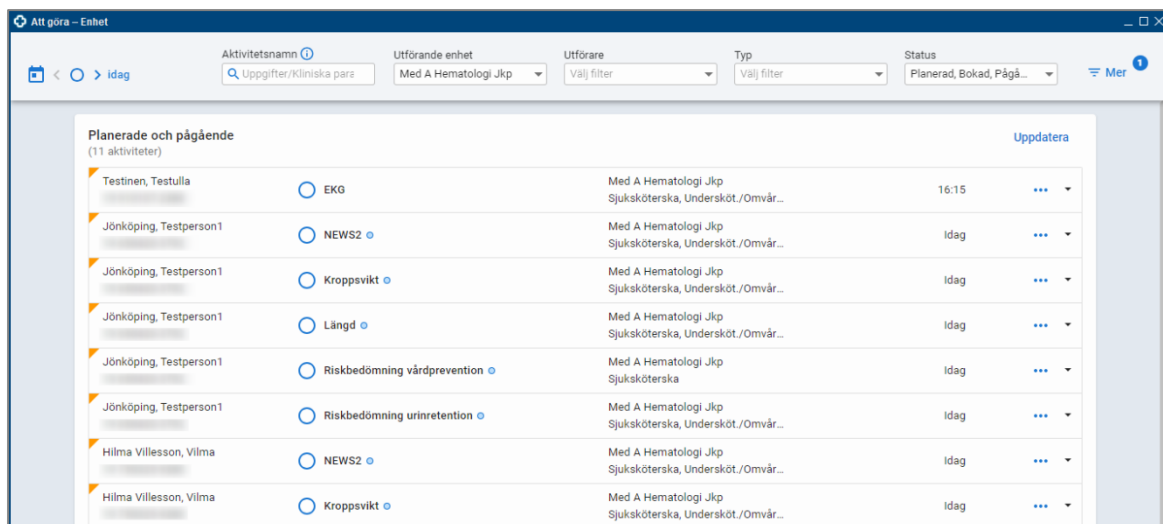 Att göra – Enhet
Aktivitetsnamn Utförande enhet Utförare Typ Status
idag Uppgifter/Kliniska para Med A Hematologi Jkp Välj filter Välj filter Planerad, Bokad, Pågå... Mer 1
Planerade och pågående Uppdatera
(11 aktiviteter)
Testinen, Testulla EKG Med A Hematologi Jkp 16:15
Sjuksköterska, Undersköt./Omvår...
Jönköping, Testperson1 NEWS2 Med A Hematologi Jkp Idag
Sjuksköterska, Undersköt./Omvår...
Jönköping, Testperson1 Kroppsvikt Med A Hematologi Jkp Idag
Sjuksköterska, Undersköt./Omvår...
Jönköping, Testperson1 Längd Med A Hematologi Jkp Idag
Sjuksköterska, Undersköt./Omvår...
Jönköping, Testperson1 Riskbedömning vårdprevention Med A Hematologi Jkp Idag
Sjuksköterska
Jönköping, Testperson1 Riskbedömning urinretention Med A Hematologi Jkp Idag
Sjuksköterska, Undersköt./Omvår...
Hilma Villesson, Vilma NEWS2 Med A Hematologi Jkp Idag
Sjuksköterska, Undersköt./Omvår...
Hilma Villesson, Vilma Kroppsvikt Med A Hematologi Jkp Idag
Sjuksköterska, Undersköt./Omvår...